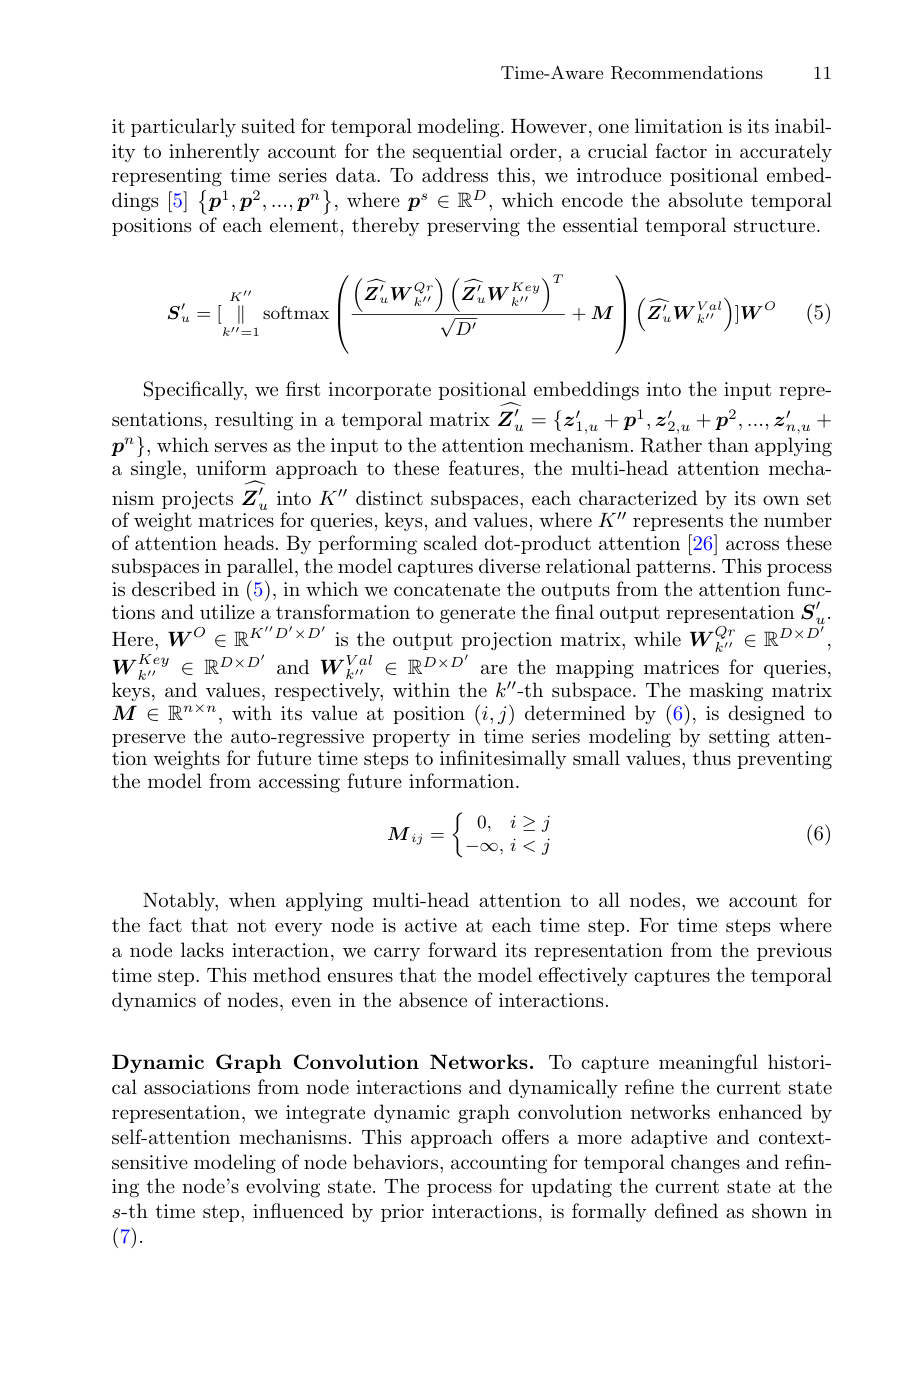 Time-Aware Recommendations 11
it particularly suited for temporal modeling. However, one limitation is its inabil-
ity to inherently account for the sequential order, a crucial factor in accurately
representing time series data. To address this, we introduce positional embed-
dings [5] {p^1, p^2, ..., p^n}, where p^s ∈ ℝ^D, which encode the absolute temporal
positions of each element, thereby preserving the essential temporal structure.
S′_u = [ ‖_{k″=1}^{K″} softmax ( ((\widehat{Z′_u} W^{Qr}_{k″}) (\widehat{Z′_u} W^{Key}_{k″})^T) / √D′ + M ) (\widehat{Z′_u} W^{Val}_{k″})] W^O (5)
Specifically, we first incorporate positional embeddings into the input repre-
sentations, resulting in a temporal matrix \widehat{Z′_u} = {z′_{1,u} + p^1, z′_{2,u} + p^2, ..., z′_{n,u} +
p^n}, which serves as the input to the attention mechanism. Rather than applying
a single, uniform approach to these features, the multi-head attention mecha-
nism projects \widehat{Z′_u} into K″ distinct subspaces, each characterized by its own set
of weight matrices for queries, keys, and values, where K″ represents the number
of attention heads. By performing scaled dot-product attention [26] across these
subspaces in parallel, the model captures diverse relational patterns. This process
is described in (5), in which we concatenate the outputs from the attention func-
tions and utilize a transformation to generate the final output representation S′_u.
Here, W^O ∈ ℝ^{K″D′×D′} is the output projection matrix, while W^{Qr}_{k″} ∈ ℝ^{D×D′},
W^{Key}_{k″} ∈ ℝ^{D×D′} and W^{Val}_{k″} ∈ ℝ^{D×D′} are the mapping matrices for queries,
keys, and values, respectively, within the k″-th subspace. The masking matrix
M ∈ ℝ^{n×n}, with its value at position (i, j) determined by (6), is designed to
preserve the auto-regressive property in time series modeling by setting atten-
tion weights for future time steps to infinitesimally small values, thus preventing
the model from accessing future information.
M_{ij} = { 0, i ≥ j
−∞, i < j (6)
Notably, when applying multi-head attention to all nodes, we account for
the fact that not every node is active at each time step. For time steps where
a node lacks interaction, we carry forward its representation from the previous
time step. This method ensures that the model effectively captures the temporal
dynamics of nodes, even in the absence of interactions.
Dynamic Graph Convolution Networks. To capture meaningful histori-
cal associations from node interactions and dynamically refine the current state
representation, we integrate dynamic graph convolution networks enhanced by
self-attention mechanisms. This approach offers a more adaptive and context-
sensitive modeling of node behaviors, accounting for temporal changes and refin-
ing the node's evolving state. The process for updating the current state at the
s-th time step, influenced by prior interactions, is formally defined as shown in
(7).